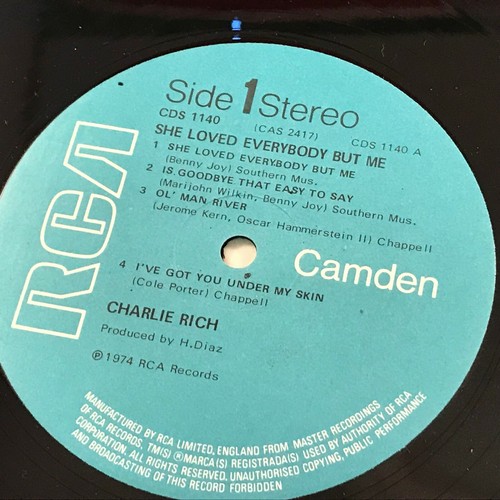 Side 1 Stereo
CDS 1140 (CAS 2417) CDS 1140 A
SHE LOVED EVERYBODY BUT ME
1 SHE LOVED EVERYBODY BUT ME
(Benny Joy) Southern Mus.
2 IS GOODBYE THAT EASY TO SAY
(Marijohn Wilkin, Benny Joy) Southern Mus.
3 OL' MAN RIVER
(Jerome Kern, Oscar Hammerstein II) Chappell
RCA
Camden
4 I'VE GOT YOU UNDER MY SKIN
(Cole Porter) Chappell
CHARLIE RICH
Produced by H.Diaz
℗1974 RCA Records
MANUFACTURED BY RCA LIMITED, ENGLAND FROM MASTER RECORDINGS
OF RCA RECORDS, TM(S) ® MARCA(S) REGISTRADA(S) USED BY AUTHORITY OF RCA
CORPORATION. ALL RIGHTS RESERVED, UNAUTHORISED COPYING, PUBLIC PERFORMANCE
AND BROADCASTING OF THIS RECORD FORBIDDEN